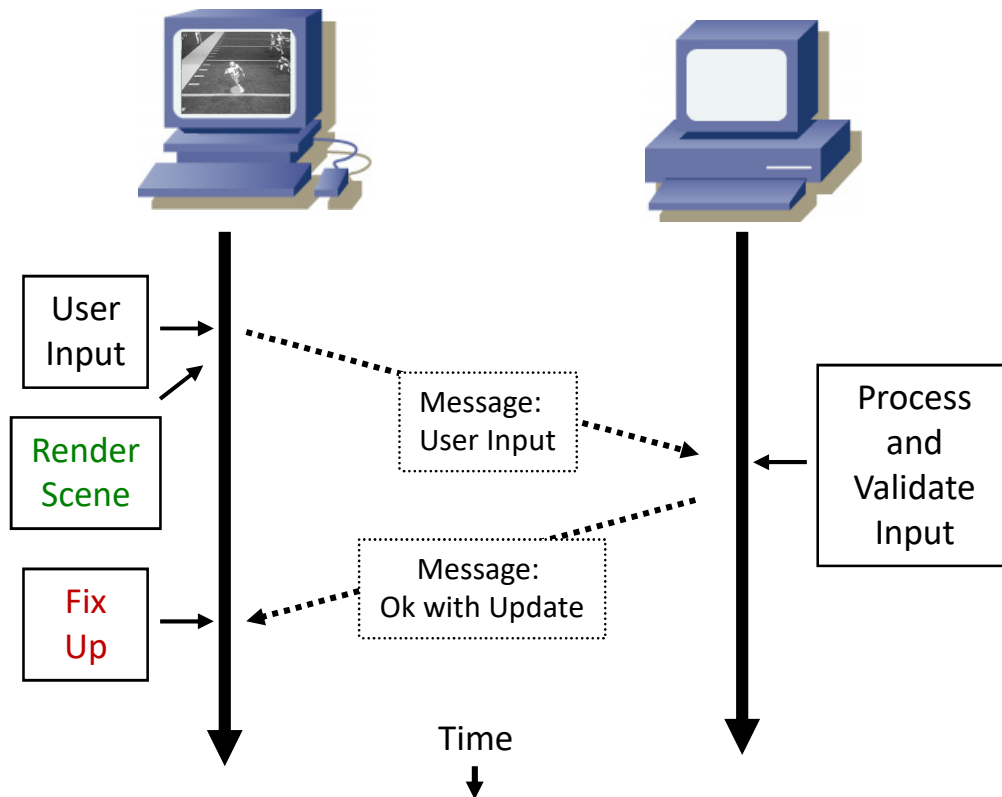 User
Input
Render
Scene
Message:
User Input
Process
and
Validate
Input
Message:
Ok with Update
Fix
Up
Time